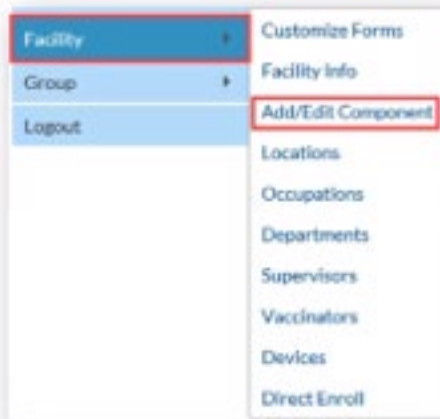 Facility
Group
Logout
Customize Forms
Facility Info
Add/Edit Component
Locations
Occupations
Departments
Supervisors
Vaccinators
Devices
Direct Enroll